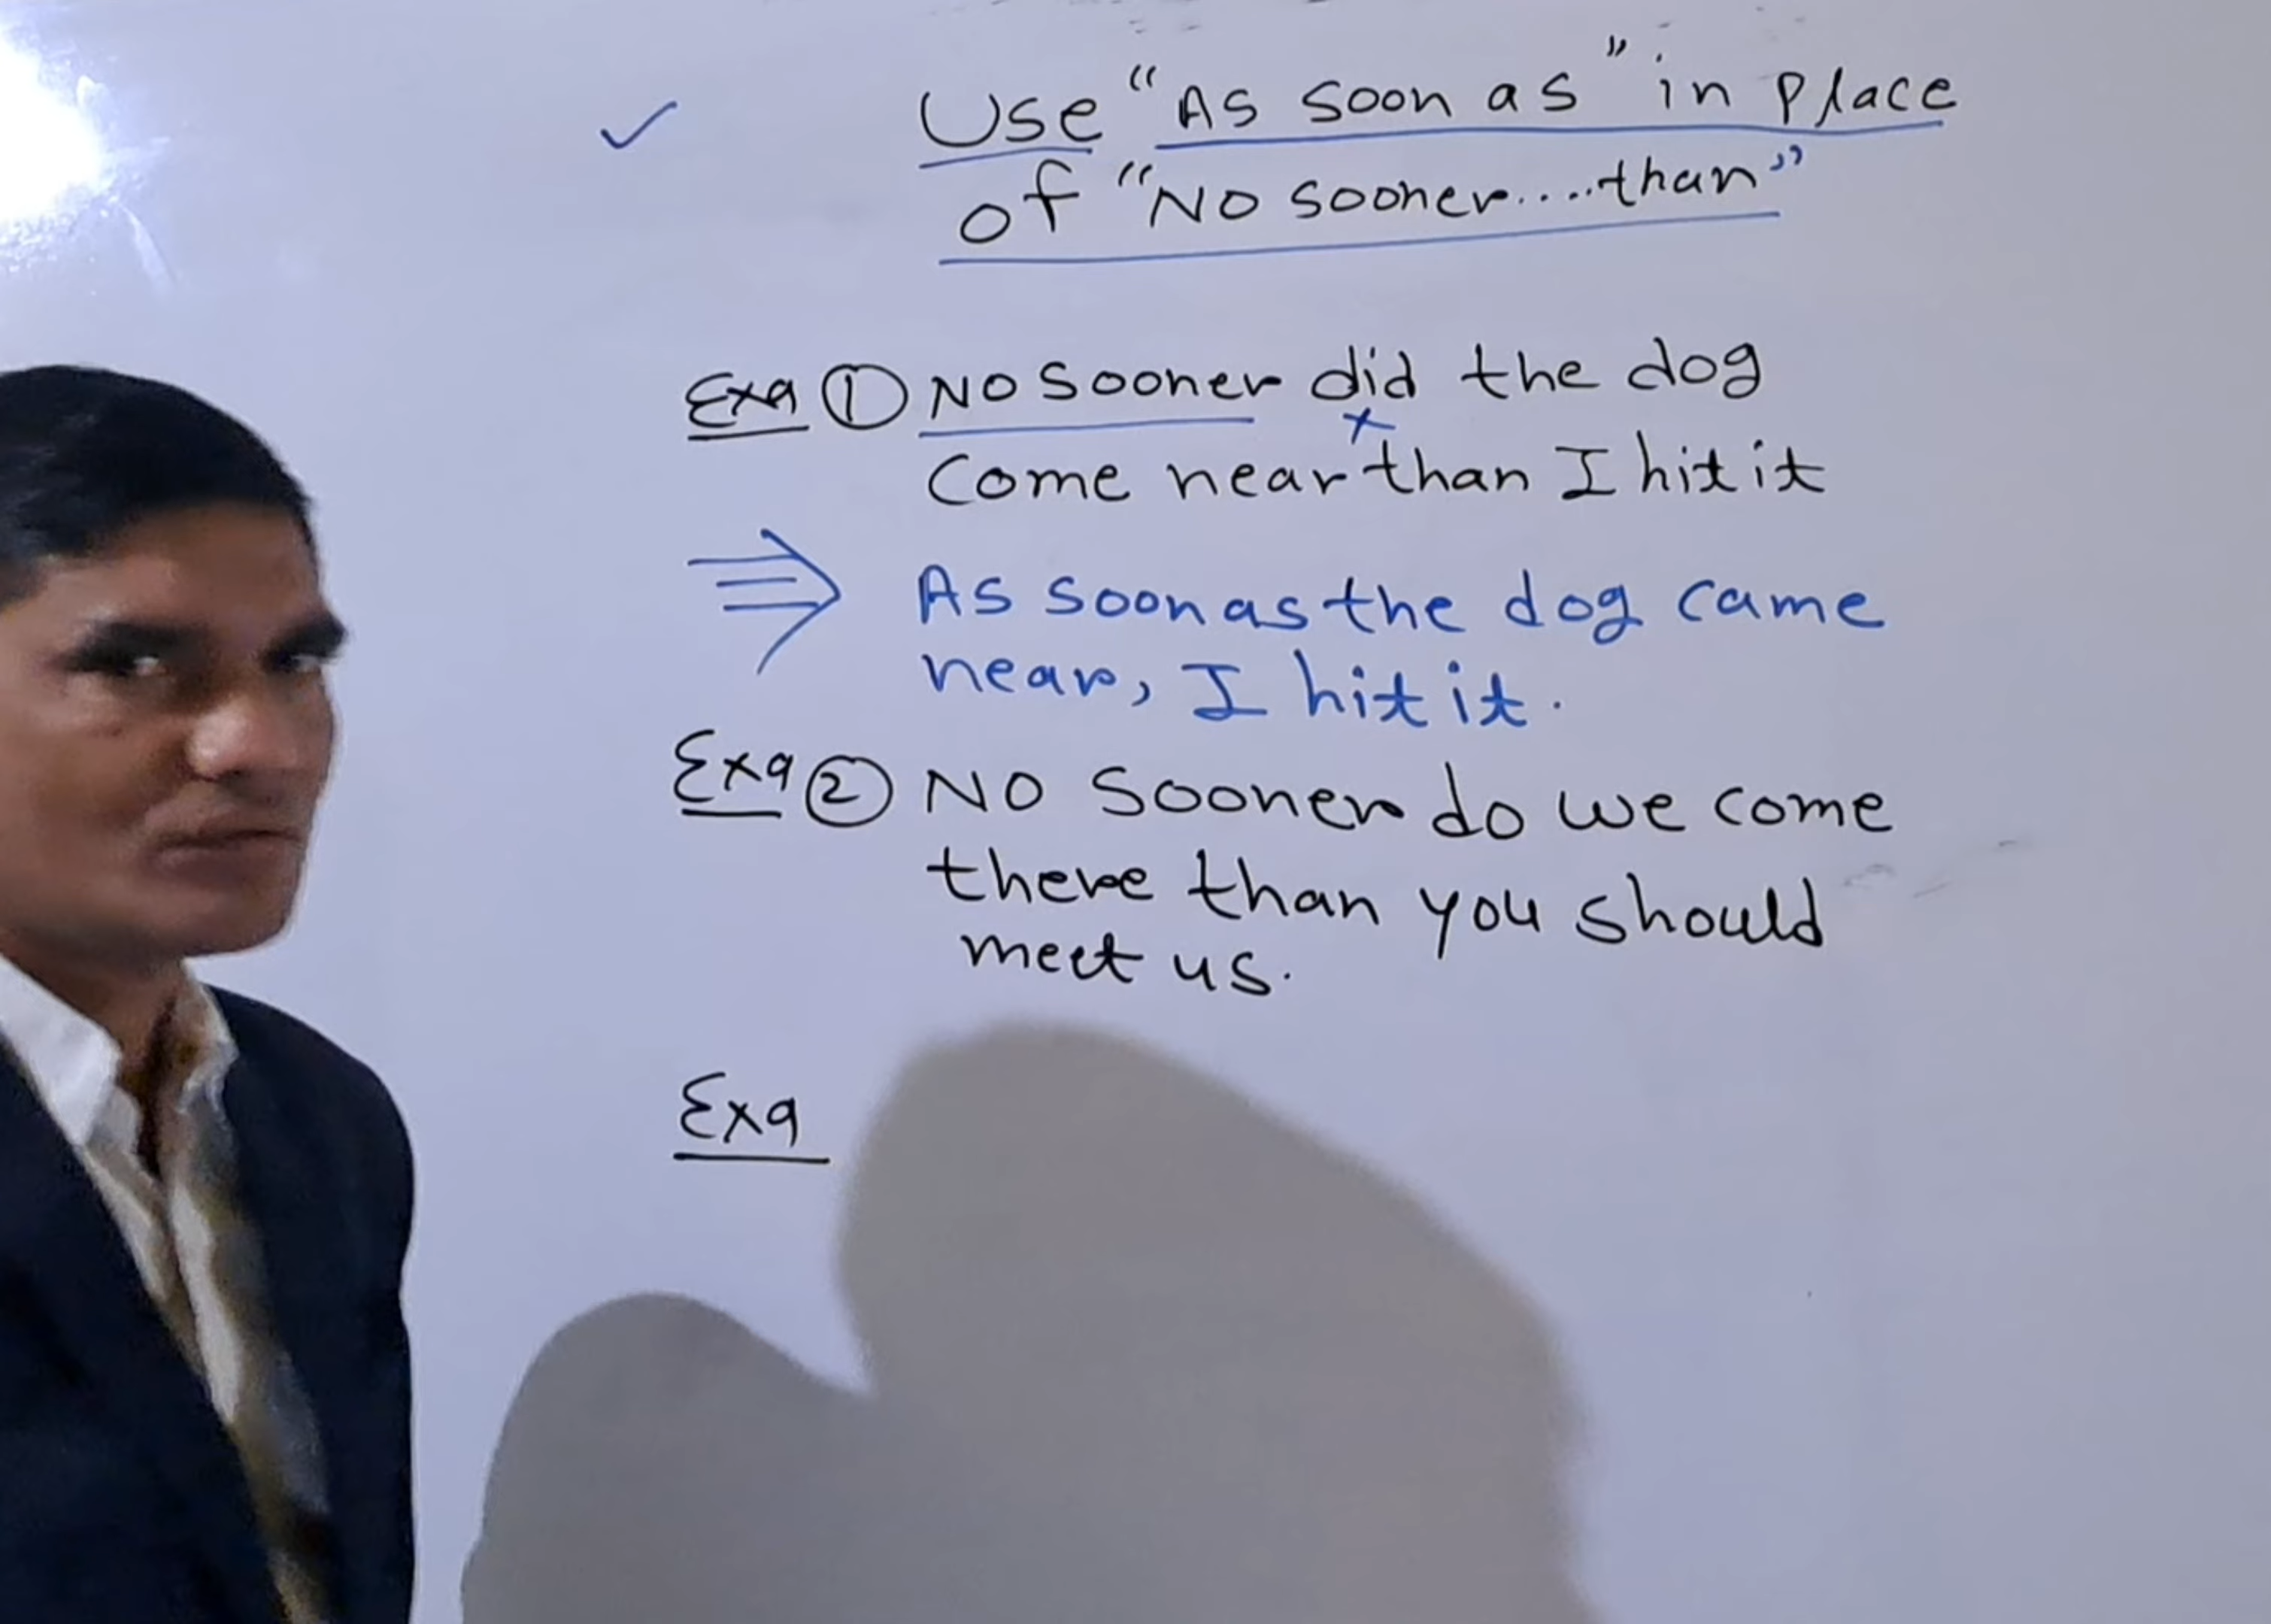 Use "As soon as" in place
of "No sooner....than"
Exa ① No sooner did the dog
Come near than I hit it
As soon as the dog came
near, I hit it.
Exa ② No Sooner do we come
there than you should
meet us.
Exa